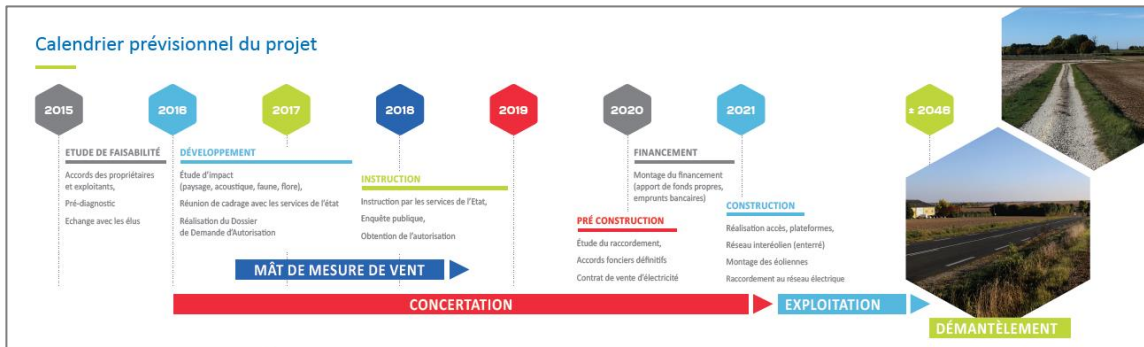 Calendrier prévisionnel du projet
2015
2016
2017
2018
2019
2020
2021
± 2046
ETUDE DE FAISABILITÉ
Accords des propriétaires
et exploitants,
Pré-diagnostic
Echange avec les élus
DÉVELOPPEMENT
Étude d'impact
(paysage, acoustique, faune, flore),
Réunion de cadrage avec les services de l'état
Réalisation du Dossier
de Demande d'Autorisation
INSTRUCTION
Instruction par les services de l'Etat,
Enquête publique,
Obtention de l'autorisation
FINANCEMENT
Montage du financement
(apport de fonds propres,
emprunts bancaires)
PRÉ CONSTRUCTION
Étude du raccordement,
Accords fonciers définitifs
Contrat de vente d'électricité
CONSTRUCTION
Réalisation accès, plateformes,
Réseau interéolien (enterré)
Montage des éoliennes
Raccordement au réseau électrique
MÂT DE MESURE DE VENT
CONCERTATION
EXPLOITATION
DÉMANTÈLEMENT